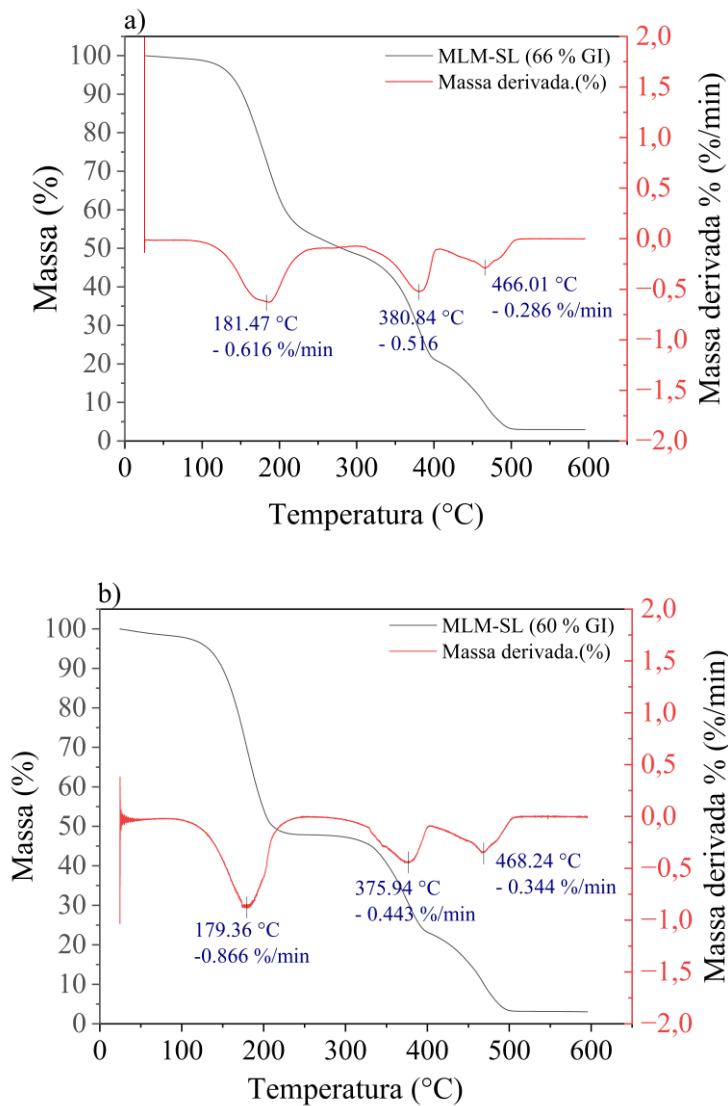 a)
MLM-SL (66 % GI)
Massa derivada.(%)
Massa (%)
100
90
80
70
60
50
40
30
20
10
0
2,0
1,5
1,0
0,5
0,0
-0,5
-1,0
-1,5
-2,0
Massa derivada % (%/min)
181.47 °C
- 0.616 %/min
380.84 °C
- 0.516
466.01 °C
- 0.286 %/min
0 100 200 300 400 500 600
Temperatura (°C)
b)
MLM-SL (60 % GI)
Massa derivada.(%)
Massa (%)
100
90
80
70
60
50
40
30
20
10
0
2,0
1,5
1,0
0,5
0,0
-0,5
-1,0
-1,5
-2,0
Massa derivada % (%/min)
179.36 °C
-0.866 %/min
375.94 °C
- 0.443 %/min
468.24 °C
- 0.344 %/min
0 100 200 300 400 500 600
Temperatura (°C)